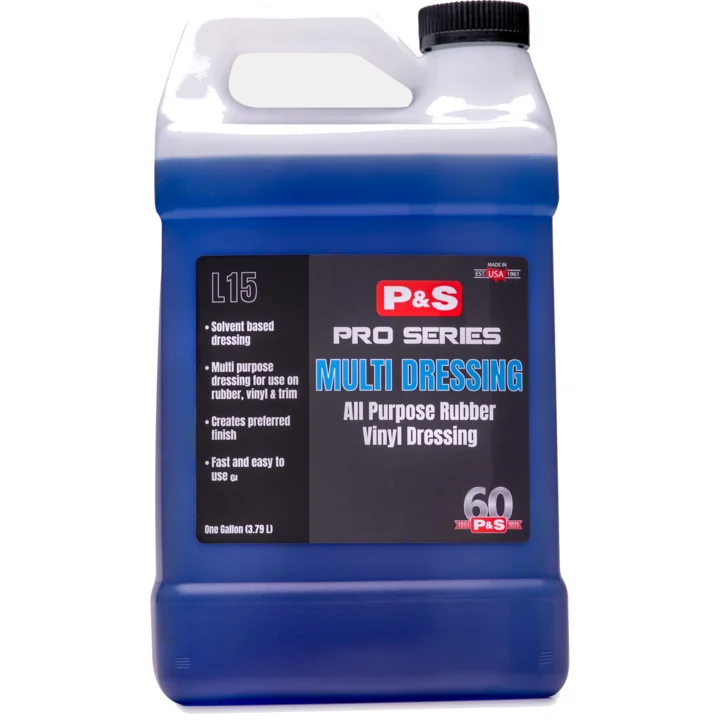 L15
• Solvent based
dressing
• Multi purpose
dressing for use on
rubber, vinyl & trim
• Creates preferred
finish
• Fast and easy to
use
One Gallon (3.79 L)
MADE IN
EST. USA 1961
P&S
PRO SERIES
MULTI DRESSING
All Purpose Rubber
Vinyl Dressing
60
P&S